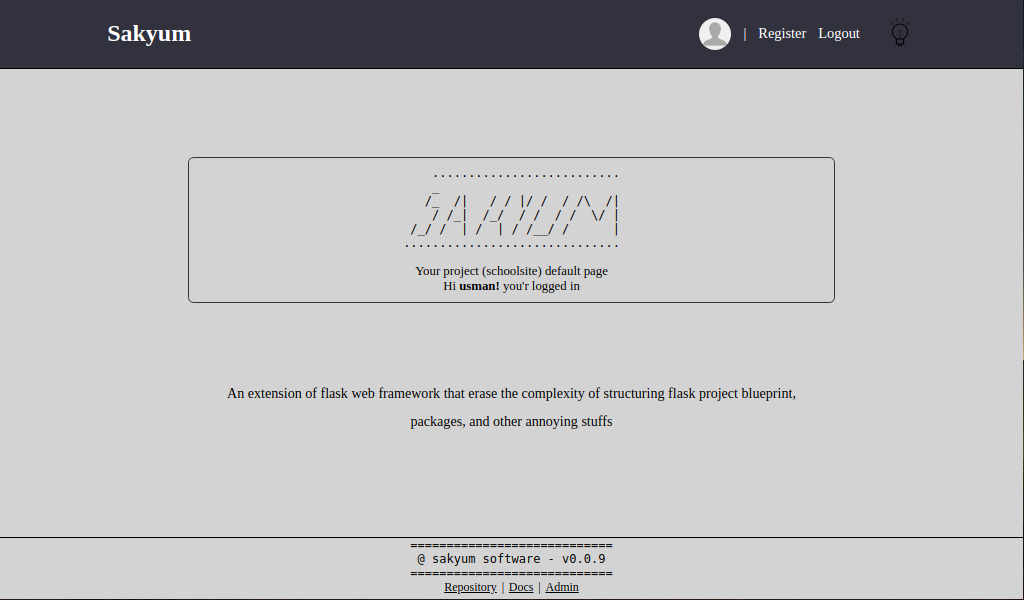 Sakyum
| Register Logout
..........................
_
/_  /|   / / |/ /  / /\  /|
/ /_|  /_/  / /  / /  \/ |
/_/ /  | /  | / /__/ /      |
..............................
Your project (schoolsite) default page
Hi usman! you'r logged in
An extension of flask web framework that erase the complexity of structuring flask project blueprint,
packages, and other annoying stuffs
============================
@ sakyum software - v0.0.9
============================
Repository | Docs | Admin